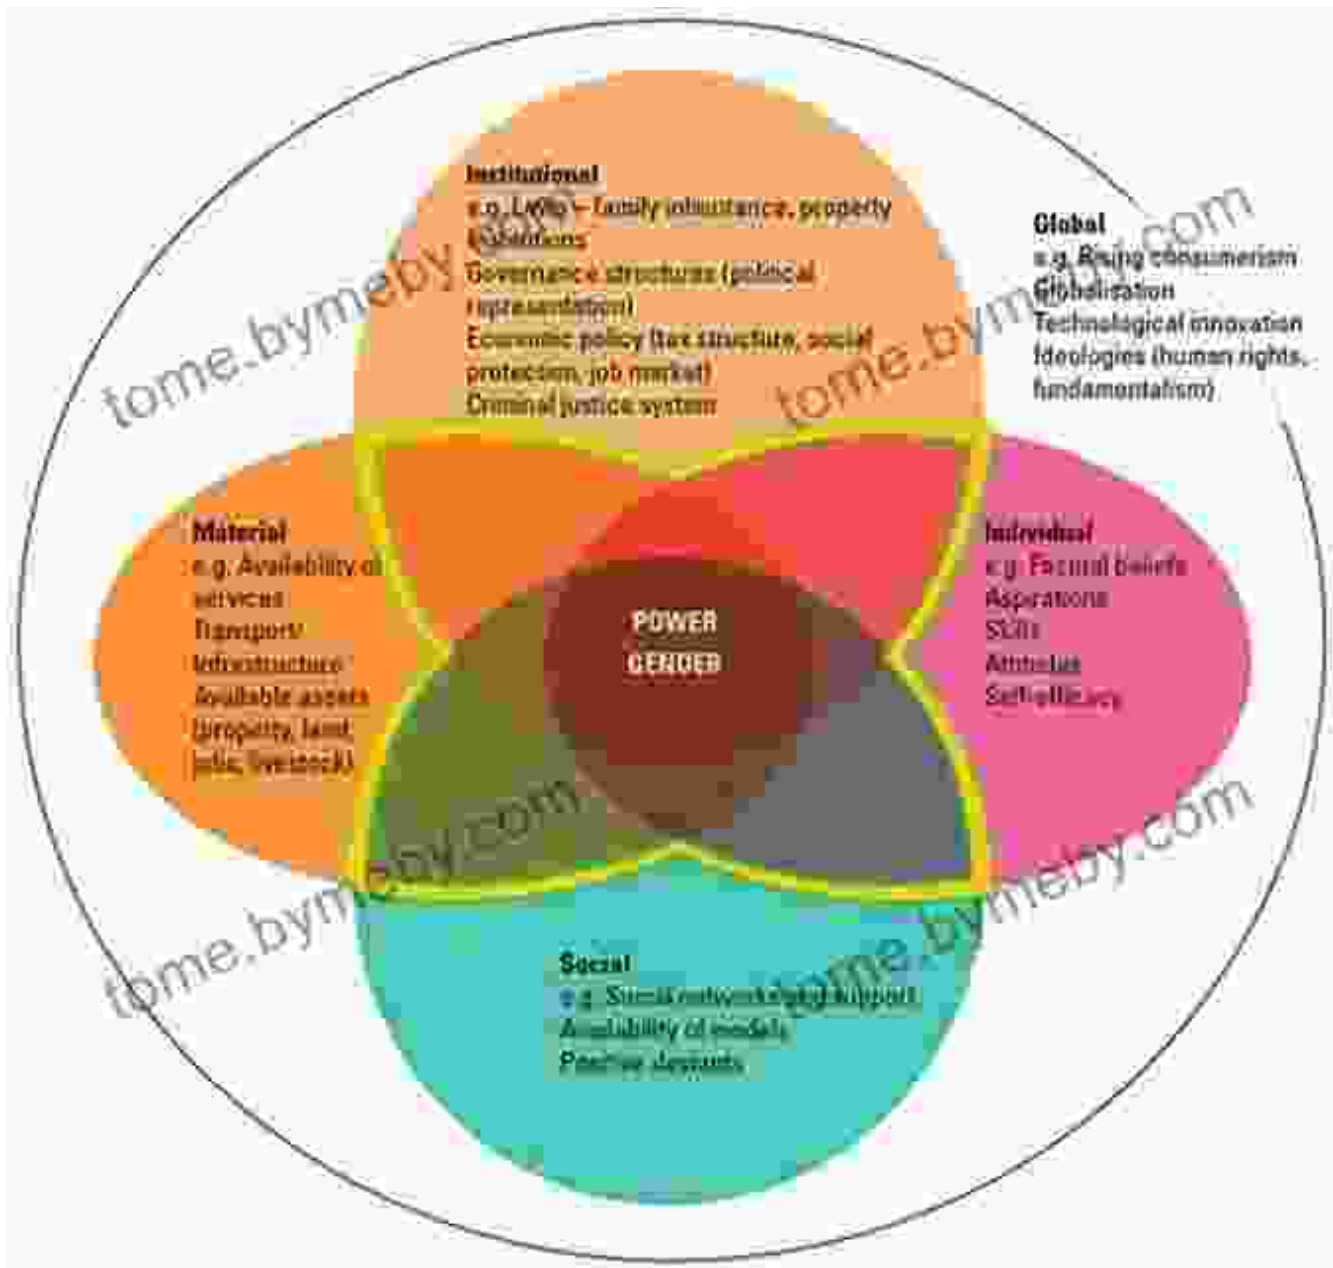 Institutional
e.g. Laws – family inheritance, property
Governance structures (political
representation)
Economic policy (tax structure, social
protection, job market)
Criminal justice system
Global
e.g. Rising consumerism
Globalisation
Technological innovation
Ideologies (human rights,
fundamentalism)
Material
e.g. Availability of
services
Transport/
Infrastructure
Available assets
(property, land,
jobs, livestock)
POWER
GENDER
Individual
e.g. Factual beliefs
Aspirations
Skills
Attitudes
Self-efficacy
Social
e.g. Social networks and support
Availability of models
Positive deviants
tome.bymeby.com
tome.bymeby.com
tome.bymeby.com
tome.bymeby.com